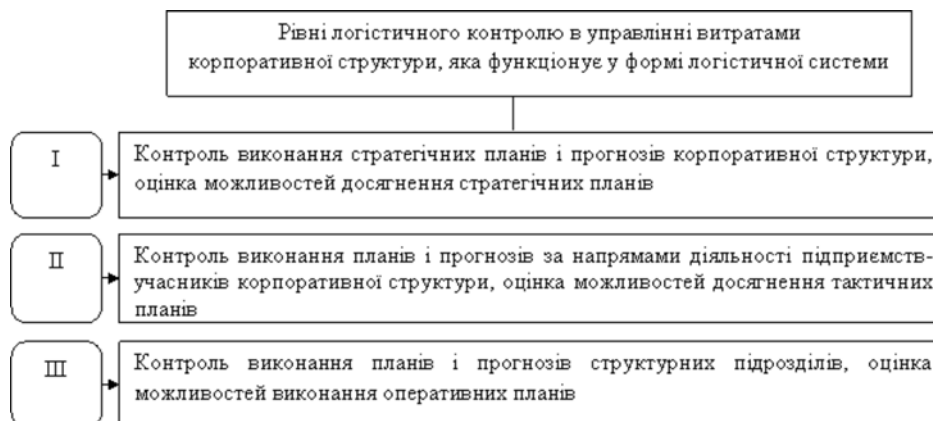 Рівні логістичного контролю в управлінні витратами
корпоративної структури, яка функціонує у формі логістичної системи
I
Контроль виконання стратегічних планів і прогнозів корпоративної структури,
оцінка можливостей досягнення стратегічних планів
II
Контроль виконання планів і прогнозів за напрямами діяльності підприємств-
учасників корпоративної структури, оцінка можливостей досягнення тактичних
планів
III
Контроль виконання планів і прогнозів структурних підрозділів, оцінка
можливостей виконання оперативних планів